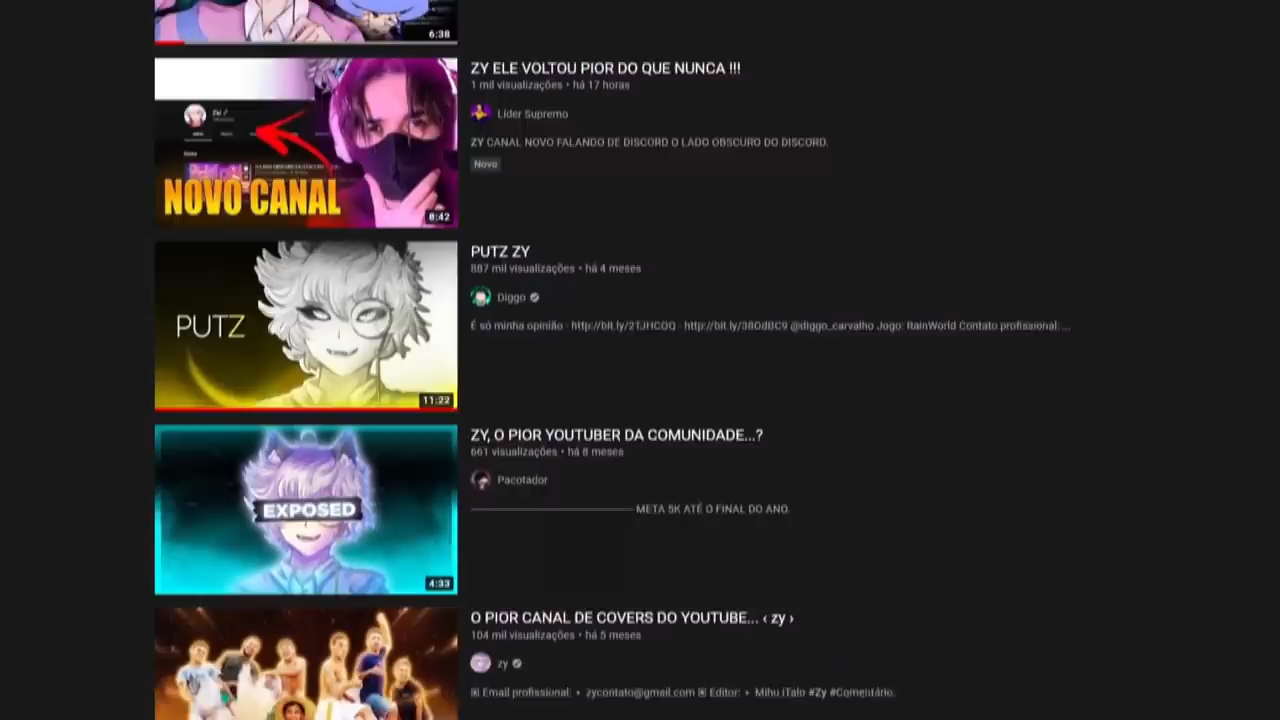 6:38
ZY ELE VOLTOU PIOR DO QUE NUNCA !!!
1 mil visualizações • há 17 horas
Líder Supremo
ZY CANAL NOVO FALANDO DE DISCORD O LADO OBSCURO DO DISCORD.
Novo
NOVO CANAL
8:42
PUTZ ZY
887 mil visualizações • há 4 meses
Diggo
É só minha opinião - http://bit.ly/2TJHCGQ - http://bit.ly/38OdBC9 @diggo_carvalho Jogo: RainWorld Contato profissional: ...
PUTZ
11:22
ZY, O PIOR YOUTUBER DA COMUNIDADE...?
661 visualizações • há 8 meses
Pacotador
META 5K ATÉ O FINAL DO ANO.
EXPOSED
4:33
O PIOR CANAL DE COVERS DO YOUTUBE... ‹ zy ›
104 mil visualizações • há 5 meses
zy
▣ Email profissional: • zycontato@gmail.com ▣ Editor: • Mihu iTalo #Zy #Comentário.